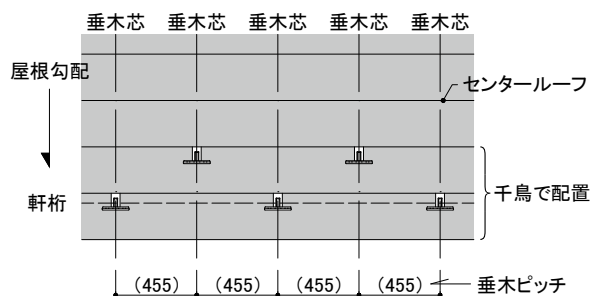 垂木芯 垂木芯 垂木芯 垂木芯 垂木芯
屋根勾配
センタールーフ
千鳥で配置
軒桁
(455) (455) (455) (455)
垂木ピッチ